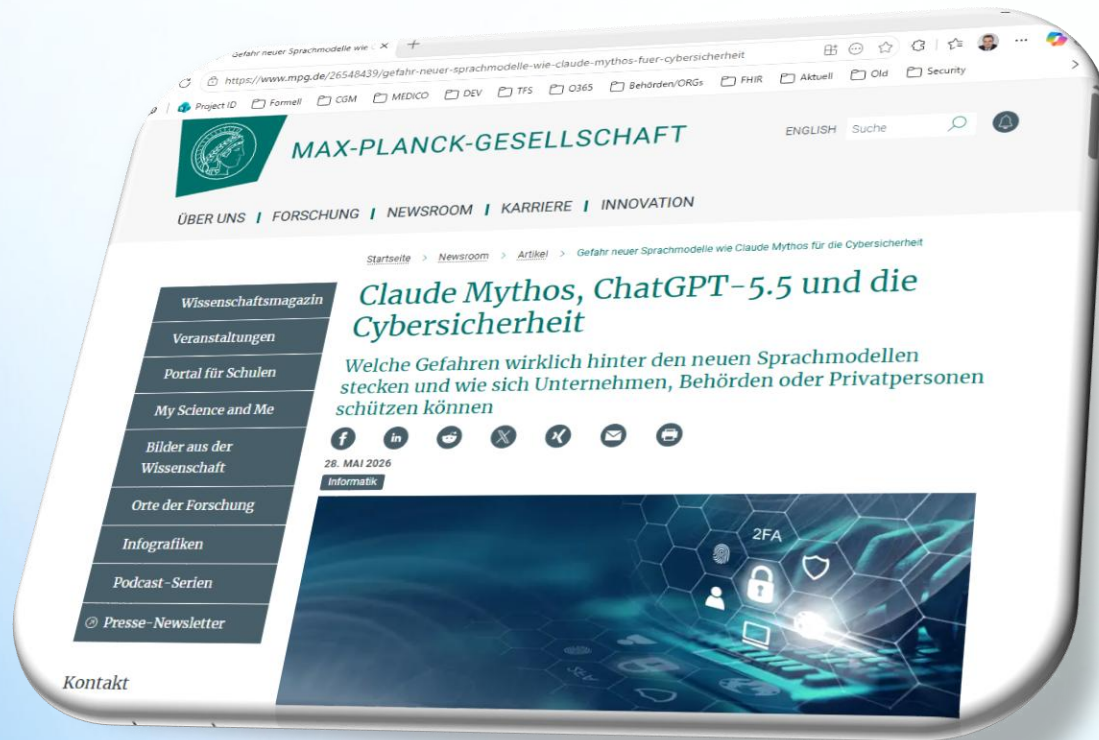 Gefahr neuer Sprachmodelle wie
https://www.mpg.de/26548439/gefahr-neuer-sprachmodelle-wie-claude-mythos-fuer-cybersicherheit
Project ID Formell CGM MEDICO DEV TFS O365 Behörden/ORGs FHIR Aktuell Old Security
MAX-PLANCK-GESELLSCHAFT
ENGLISH Suche
ÜBER UNS | FORSCHUNG | NEWSROOM | KARRIERE | INNOVATION
Startseite > Newsroom > Artikel > Gefahr neuer Sprachmodelle wie Claude Mythos für die Cybersicherheit
Wissenschaftsmagazin
Veranstaltungen
Portal für Schulen
My Science and Me
Bilder aus der
Wissenschaft
Orte der Forschung
Infografiken
Podcast-Serien
Presse-Newsletter
Kontakt
Claude Mythos, ChatGPT-5.5 und die
Cybersicherheit
Welche Gefahren wirklich hinter den neuen Sprachmodellen
stecken und wie sich Unternehmen, Behörden oder Privatpersonen
schützen können
28. MAI 2026
Informatik
2FA